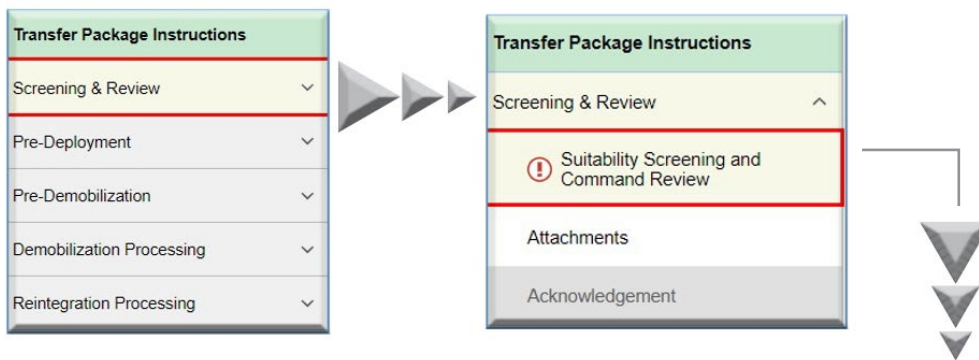 Transfer Package Instructions
Screening & Review
Pre-Deployment
Pre-Demobilization
Demobilization Processing
Reintegration Processing
Transfer Package Instructions
Screening & Review
Suitability Screening and
Command Review
Attachments
Acknowledgement